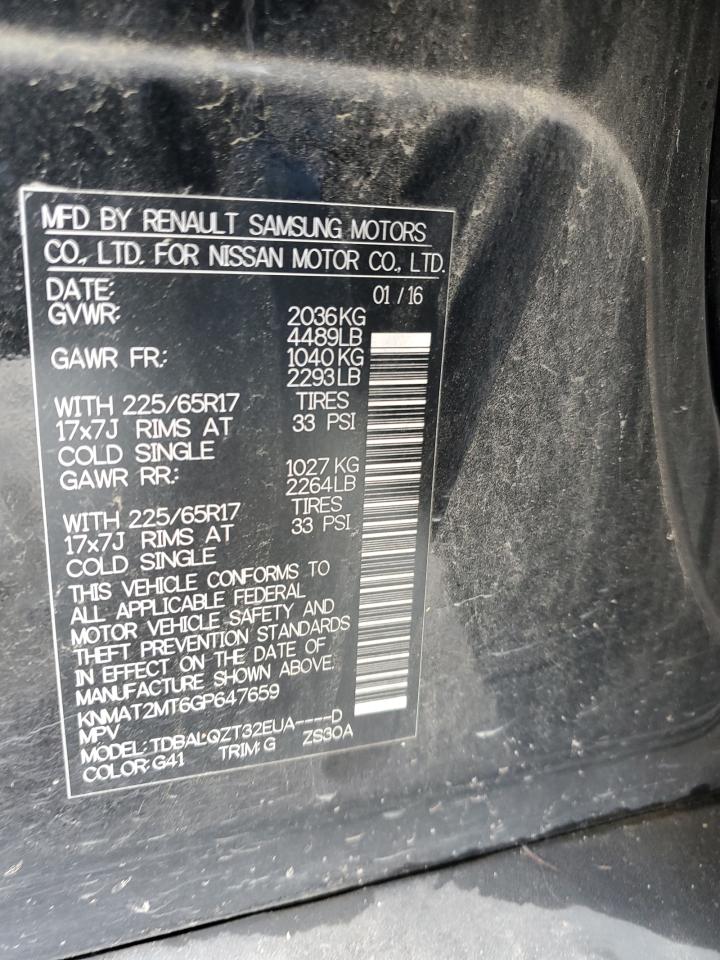 MFD BY RENAULT SAMSUNG MOTORS
CO., LTD. FOR NISSAN MOTOR CO., LTD.
DATE: 01 / 16
GVWR: 2036KG
4489LB
GAWR FR: 1040KG
2293LB
WITH 225/65R17 TIRES
17x7J RIMS AT 33 PSI
COLD SINGLE
GAWR RR: 1027KG
2264LB
WITH 225/65R17 TIRES
17x7J RIMS AT 33 PSI
COLD SINGLE
THIS VEHICLE CONFORMS TO
ALL APPLICABLE FEDERAL
MOTOR VEHICLE SAFETY AND
THEFT PREVENTION STANDARDS
IN EFFECT ON THE DATE OF
MANUFACTURE SHOWN ABOVE.
KNMAT2MT6GP647659
MPV
MODEL: TDBALQZT32EUA----D
COLOR: G41 TRIM: G ZS30A